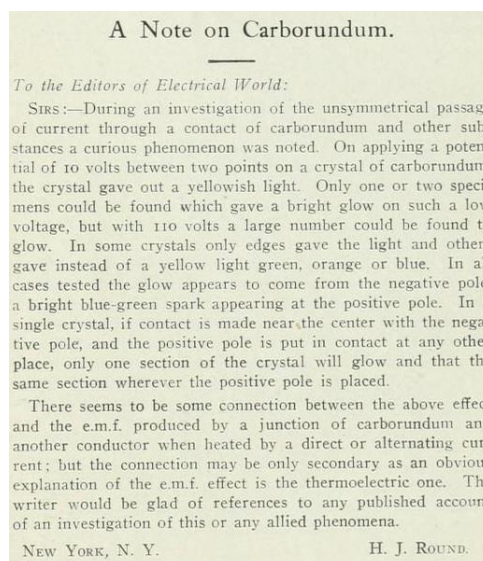 A Note on Carborundum.
To the Editors of Electrical World:
SIRS:—During an investigation of the unsymmetrical passag
of current through a contact of carborundum and other sub
stances a curious phenomenon was noted. On applying a poten
tial of 10 volts between two points on a crystal of carborundum
the crystal gave out a yellowish light. Only one or two speci
mens could be found which gave a bright glow on such a lov
voltage, but with 110 volts a large number could be found t
glow. In some crystals only edges gave the light and other
gave instead of a yellow light green, orange or blue. In a
cases tested the glow appears to come from the negative pole
a bright blue-green spark appearing at the positive pole. In
single crystal, if contact is made near the center with the nega
tive pole, and the positive pole is put in contact at any othe
place, only one section of the crystal will glow and that th
same section wherever the positive pole is placed.
There seems to be some connection between the above effec
and the e.m.f. produced by a junction of carborundum an
another conductor when heated by a direct or alternating cur
rent; but the connection may be only secondary as an obviou
explanation of the e.m.f. effect is the thermoelectric one. Th
writer would be glad of references to any published accoun
of an investigation of this or any allied phenomena.
NEW YORK, N. Y. H. J. ROUND.